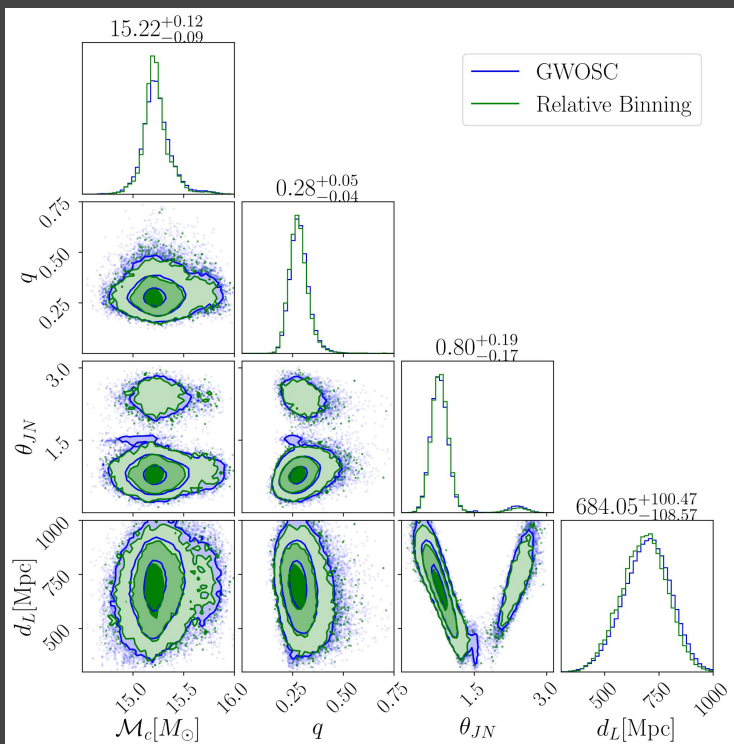 15.22^{+0.12}_{-0.09}
GWOSC
Relative Binning
0.28^{+0.05}_{-0.04}
0.75
0.50
0.25
q
0.80^{+0.19}_{-0.17}
3.0
1.5
θ_{JN}
684.05^{+100.47}_{-108.57}
1000
750
500
d_L[Mpc]
15.0 15.5 16.0
0.25 0.50 0.75
1.5 3.0
500 750 1000
ℳ_c[M_⊙] q θ_{JN} d_L[Mpc]